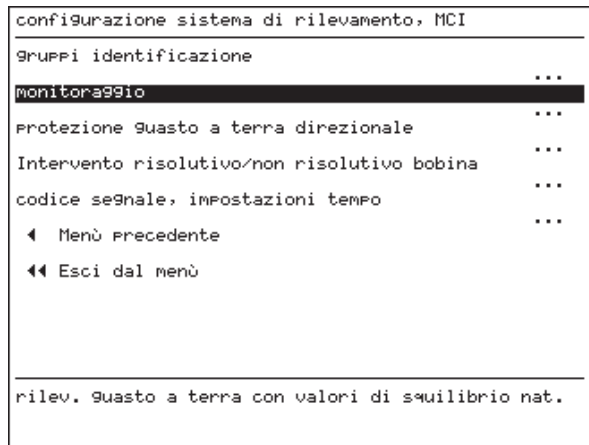 configurazione sistema di rilevamento, MCI
gruppi identificazione
...
monitoraggio
...
protezione guasto a terra direzionale
...
Intervento risolutivo/non risolutivo bobina
...
codice segnale, impostazioni tempo
...
◀ Menù precedente
◀◀ Esci dal menù
rilev. guasto a terra con valori di squilibrio nat.